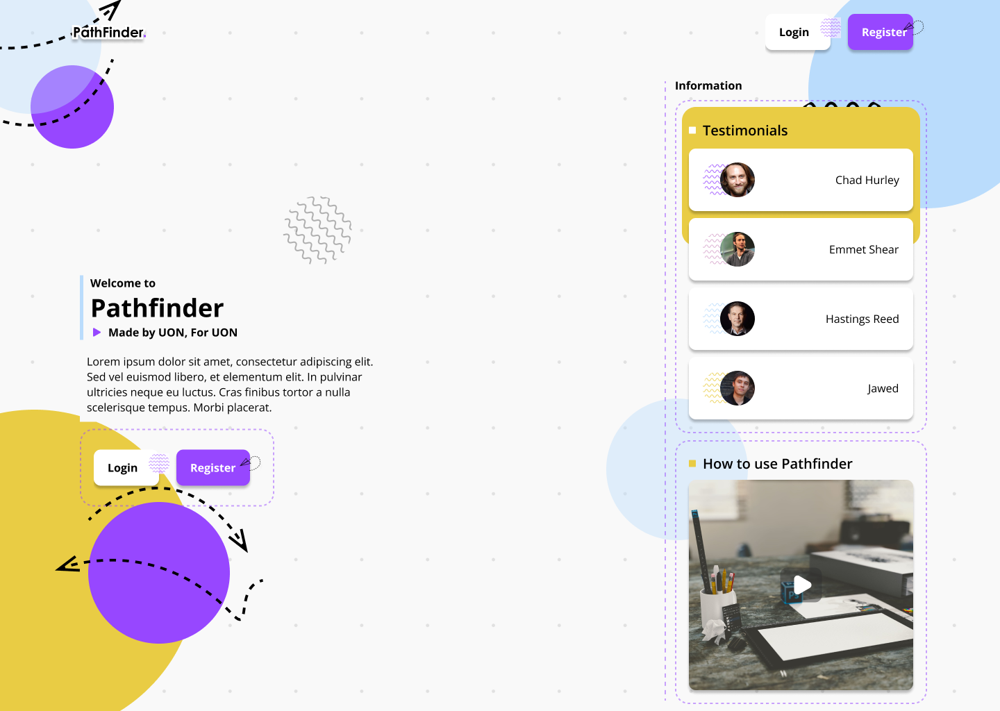 PathFinder.
Login
Register
Information
Testimonials
Chad Hurley
Emmet Shear
Hastings Reed
Jawed
Welcome to
Pathfinder
Made by UON, For UON
Lorem ipsum dolor sit amet, consectetur adipiscing elit.
Sed vel euismod libero, et elementum elit. In pulvinar
ultricies neque eu luctus. Cras finibus tortor a nulla
scelerisque tempus. Morbi placerat.
Login
Register
How to use Pathfinder
Ps